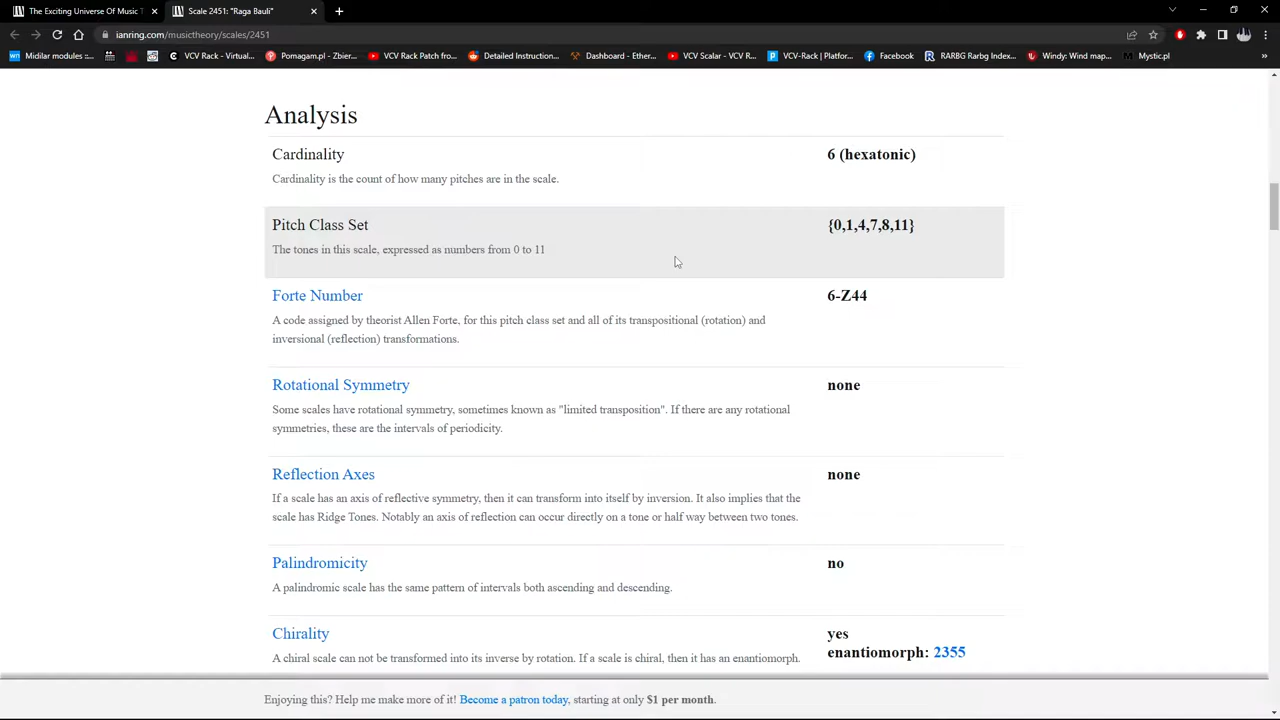 The Exciting Universe Of Music T
Scale 2451: "Raga Bauli"
ianring.com/musictheory/scales/2451
Midilar modules ::...
VCV Rack - Virtual...
Pomagam.pl - Zbier...
VCV Rack Patch from...
Detailed Instruction...
Dashboard - Ether...
VCV Scalar - VCV R...
VCV-Rack | Platfor...
Facebook
RARBG Rarbg Index...
Windy: Wind map...
Mystic.pl
Analysis
Cardinality
6 (hexatonic)
Cardinality is the count of how many pitches are in the scale.
Pitch Class Set
{0,1,4,7,8,11}
The tones in this scale, expressed as numbers from 0 to 11
Forte Number
6-Z44
A code assigned by theorist Allen Forte, for this pitch class set and all of its transpositional (rotation) and
inversional (reflection) transformations.
Rotational Symmetry
none
Some scales have rotational symmetry, sometimes known as "limited transposition". If there are any rotational
symmetries, these are the intervals of periodicity.
Reflection Axes
none
If a scale has an axis of reflective symmetry, then it can transform into itself by inversion. It also implies that the
scale has Ridge Tones. Notably an axis of reflection can occur directly on a tone or half way between two tones.
Palindromicity
no
A palindromic scale has the same pattern of intervals both ascending and descending.
Chirality
yes
enantiomorph: 2355
A chiral scale can not be transformed into its inverse by rotation. If a scale is chiral, then it has an enantiomorph.
Enjoying this? Help me make more of it! Become a patron today, starting at only $1 per month.